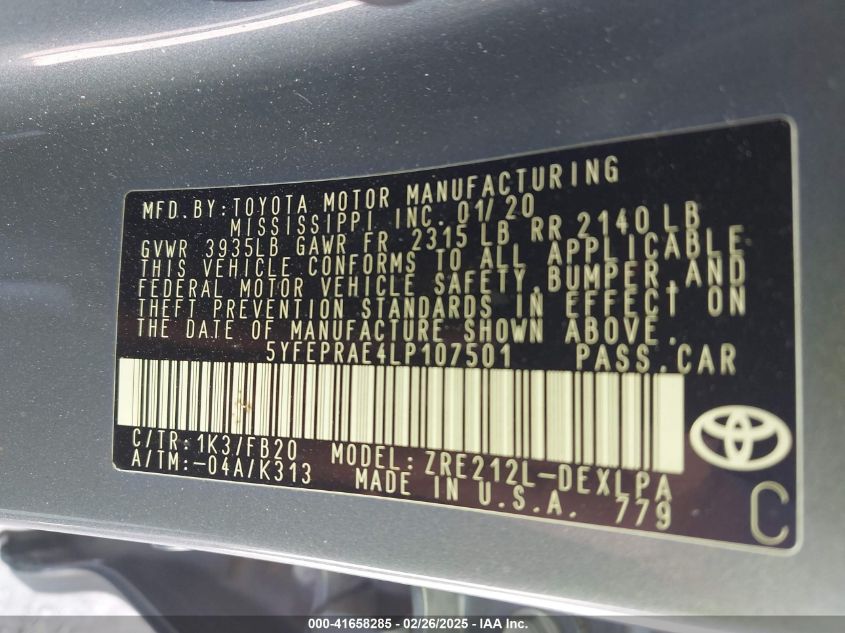 MFD. BY: TOYOTA MOTOR MANUFACTURING
MISSISSIPPI INC. 01/20
GVWR 3935LB GAWR FR 2315 LB RR 2140 LB
THIS VEHICLE CONFORMS TO ALL APPLICABLE
FEDERAL MOTOR VEHICLE SAFETY, BUMPER, AND
THEFT PREVENTION STANDARDS IN EFFECT ON
THE DATE OF MANUFACTURE SHOWN ABOVE.
5YFEPRAE4LP107501 PASS. CAR
C/TR: 1K3/FB20 MODEL: ZRE212L-DEXLPA
A/TM: -04A/K313 MADE IN U.S.A. 779
C
000-41658285 - 02/26/2025 - IAA Inc.